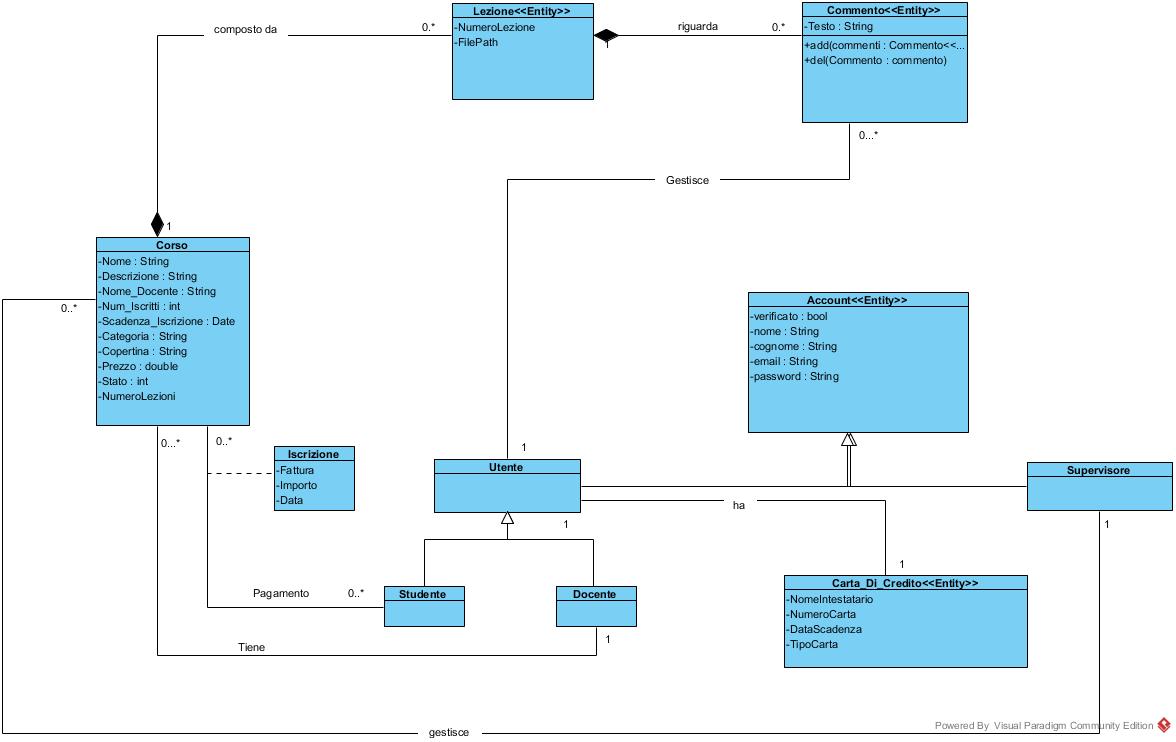 Lezione<<Entity>>
-NumeroLezione
-FilePath
composto da
0..*
riguarda
0..*
1
Commento<<Entity>>
-Testo : String
+add(commenti : Commento<<...
+del(Commento : commento)
0...*
Gestisce
1
Corso
-Nome : String
-Descrizione : String
-Nome_Docente : String
-Num_Iscritti : int
-Scadenza_Iscrizione : Date
-Categoria : String
-Copertina : String
-Prezzo : double
-Stato : int
-NumeroLezioni
0..*
Account<<Entity>>
-verificato : bool
-nome : String
-cognome : String
-email : String
-password : String
0...*
0..*
Iscrizione
-Fattura
-Importo
-Data
1
Utente
1
Supervisore
1
ha
1
Pagamento
0..*
Studente
Docente
1
Tiene
Carta_Di_Credito<<Entity>>
-NomeIntestatario
-NumeroCarta
-DataScadenza
-TipoCarta
gestisce
Powered By Visual Paradigm Community Edition